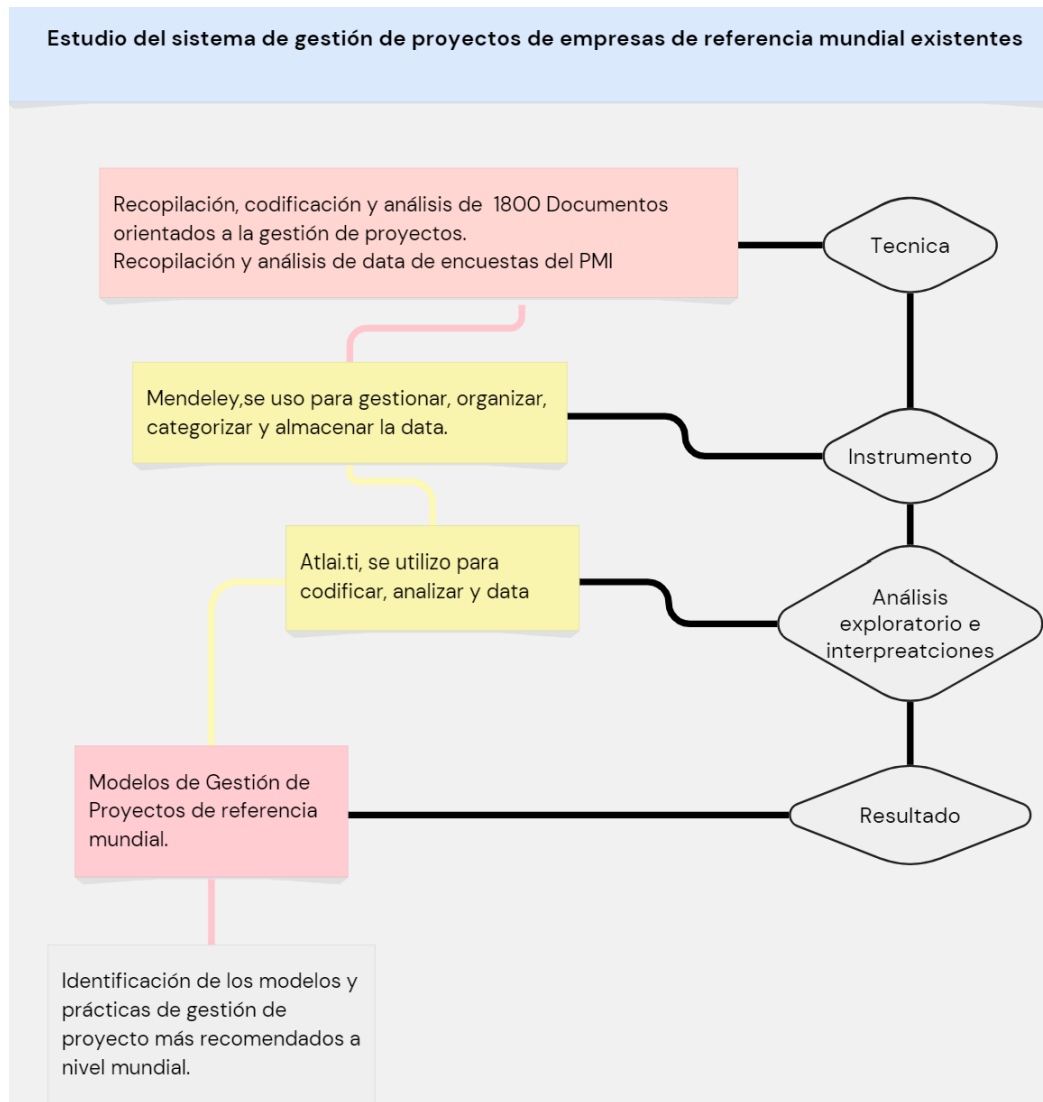 Estudio del sistema de gestión de proyectos de empresas de referencia mundial existentes
Recopilación, codificación y análisis de 1800 Documentos
orientados a la gestión de proyectos.
Recopilación y análisis de data de encuestas del PMI
Tecnica
Mendeley,se uso para gestionar, organizar,
categorizar y almacenar la data.
Instrumento
Atlai.ti, se utilizo para
codificar, analizar y data
Análisis
exploratorio e
interpreatciones
Modelos de Gestión de
Proyectos de referencia
mundial.
Resultado
Identificación de los modelos y
prácticas de gestión de
proyecto más recomendados a
nivel mundial.